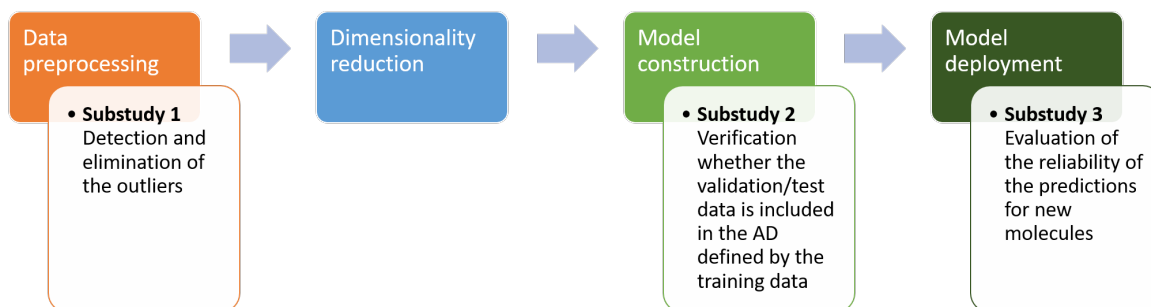 Data
preprocessing
• Substudy 1
Detection and
elimination of
the outliers
Dimensionality
reduction
Model
construction
• Substudy 2
Verification
whether the
validation/test
data is included
in the AD
defined by the
training data
Model
deployment
• Substudy 3
Evaluation of
the reliability of
the predictions
for new
molecules